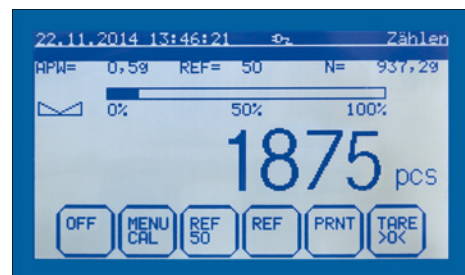 22.11.2014 13:46:21 Zählen
APW= 0,5g REF= 50 N= 937,2g
0% 50% 100%
1875 pcs
OFF MENU CAL REF 50 REF PRNT TARE >0<